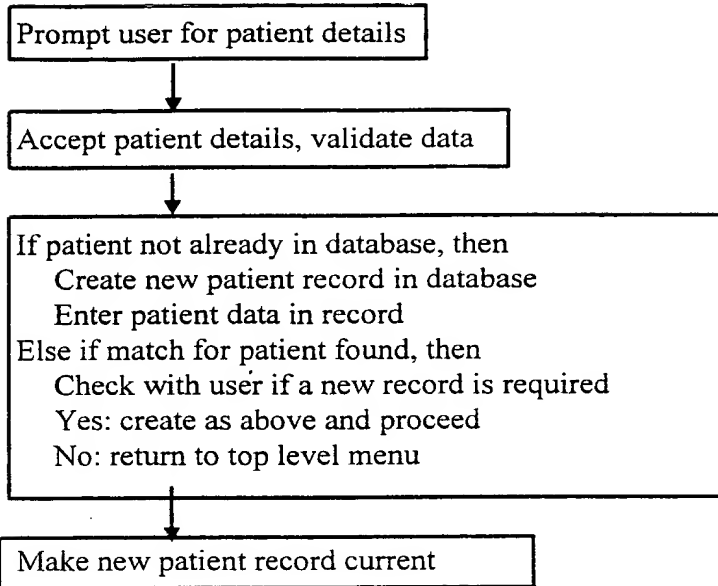 Prompt user for patient details
Accept patient details, validate data
If patient not already in database, then
Create new patient record in database
Enter patient data in record
Else if match for patient found, then
Check with user if a new record is required
Yes: create as above and proceed
No: return to top level menu
Make new patient record current